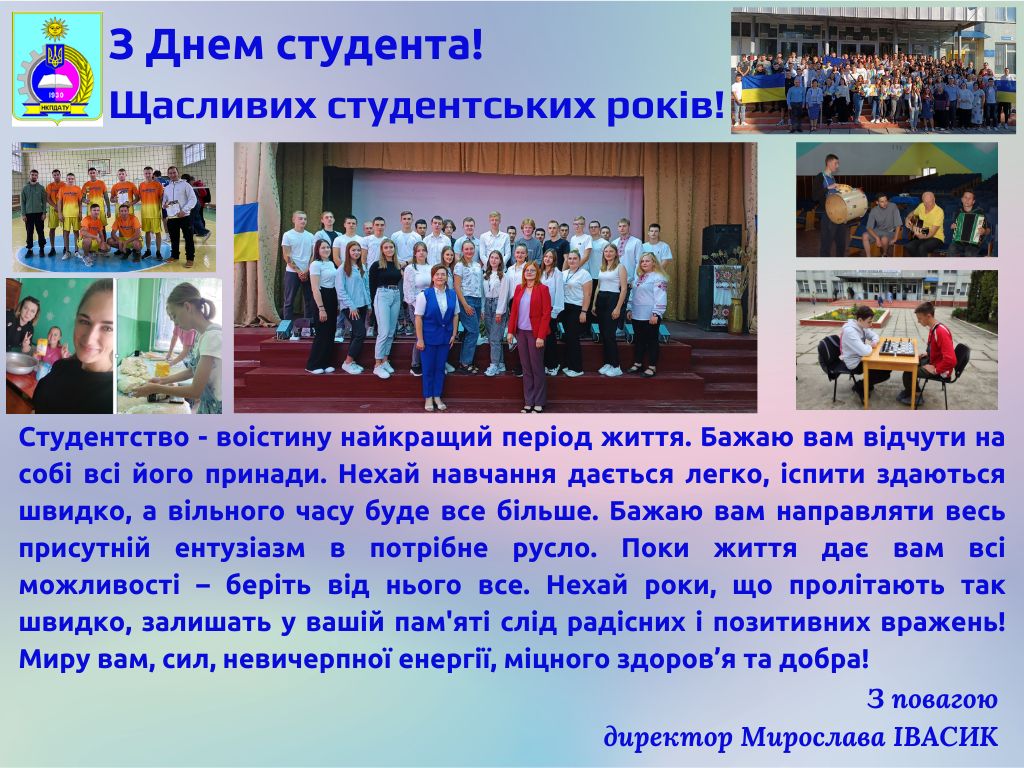 З Днем студента!
Щасливих студентських років!
1930
НКПДАТУ
Студентство - воістину найкращий період життя. Бажаю вам відчути на
собі всі його принади. Нехай навчання дається легко, іспити здаються
швидко, а вільного часу буде все більше. Бажаю вам направляти весь
присутній ентузіазм в потрібне русло. Поки життя дає вам всі
можливості – беріть від нього все. Нехай роки, що пролітають так
швидко, залишать у вашій пам'яті слід радісних і позитивних вражень!
Миру вам, сил, невичерпної енергії, міцного здоров’я та добра!
З повагою
директор Мирослава ІВАСИК